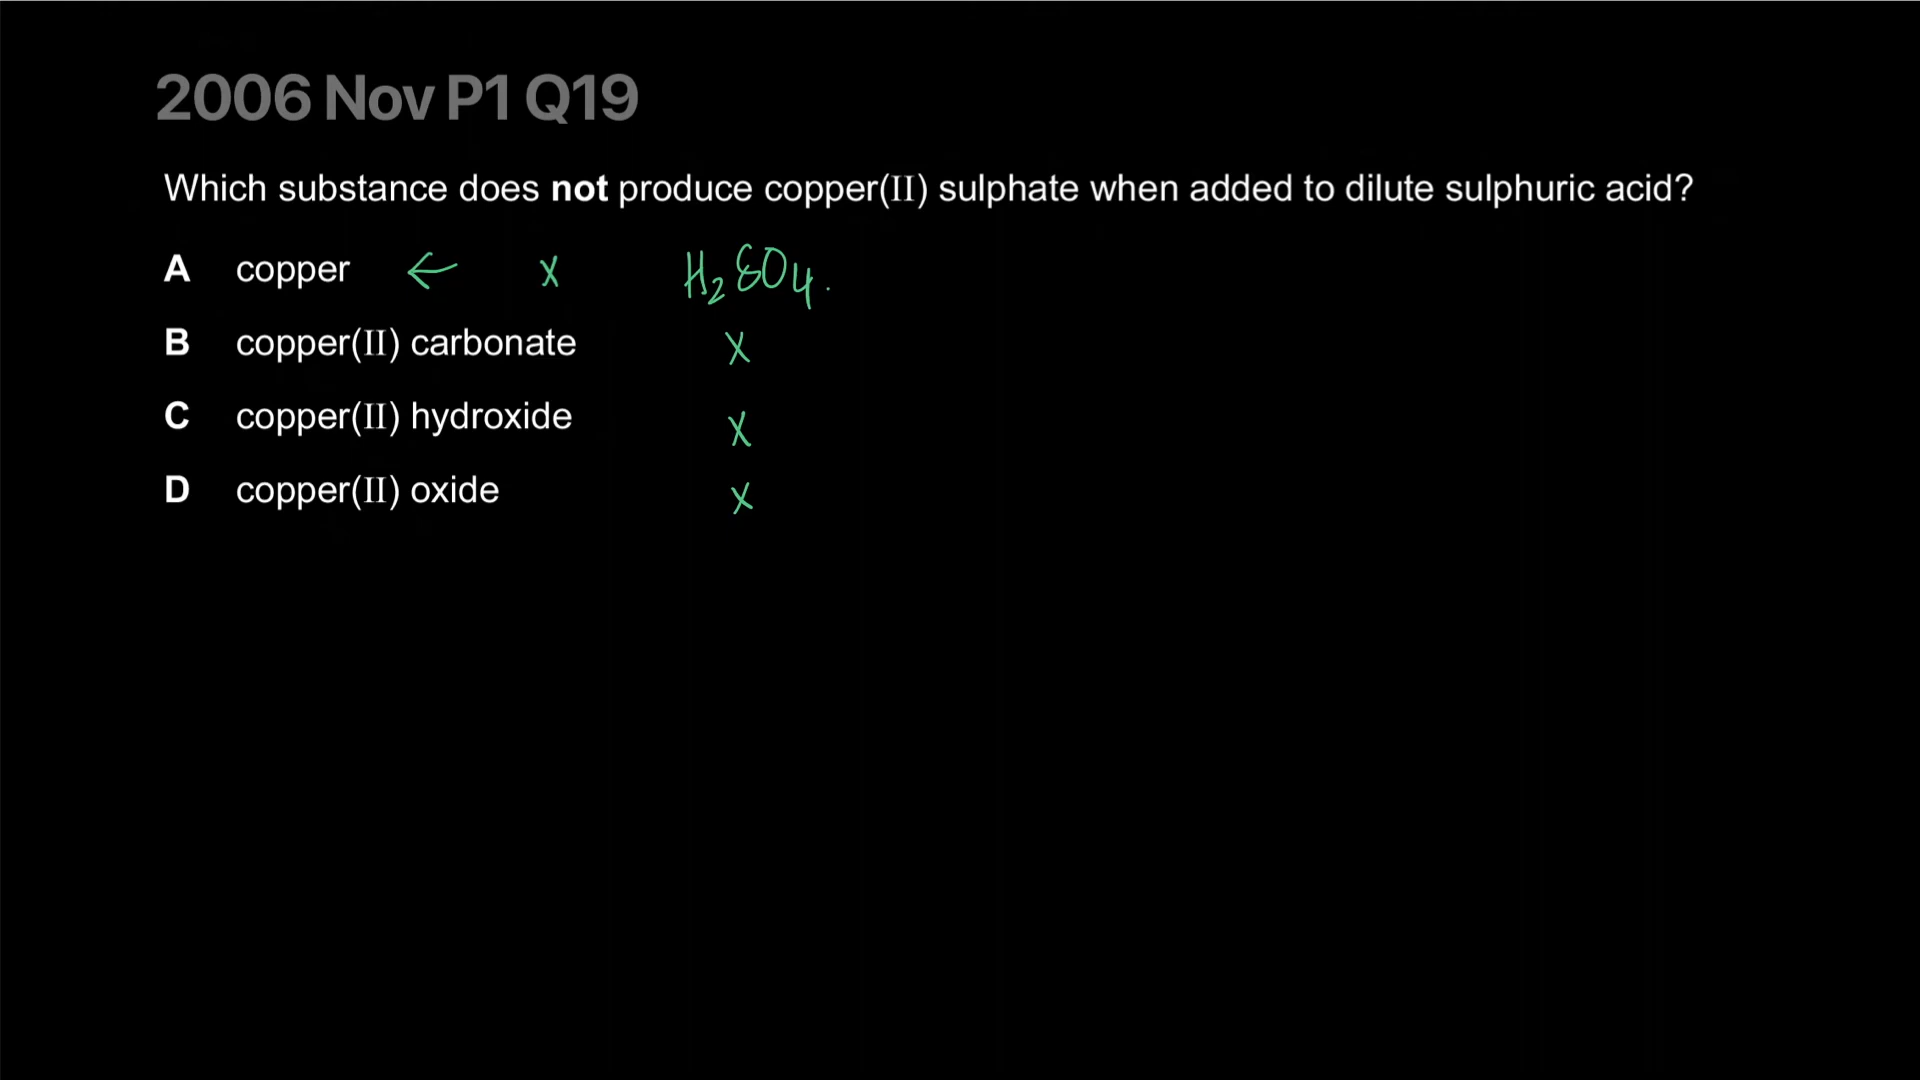 2006 Nov P1 Q19
Which substance does not produce copper(II) sulphate when added to dilute sulphuric acid?
A copper ← x H₂SO₄.
B copper(II) carbonate x
C copper(II) hydroxide x
D copper(II) oxide x